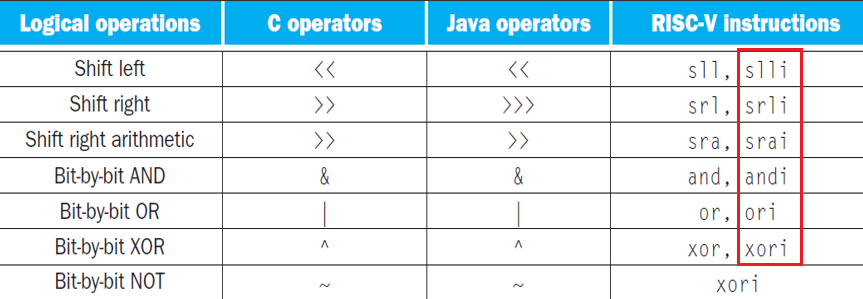 Logical operations C operators Java operators RISC-V instructions
Shift left << << sll, slli
Shift right >> >>> srl, srli
Shift right arithmetic >> >> sra, srai
Bit-by-bit AND & & and, andi
Bit-by-bit OR | | or, ori
Bit-by-bit XOR ^ ^ xor, xori
Bit-by-bit NOT ~ ~ xori